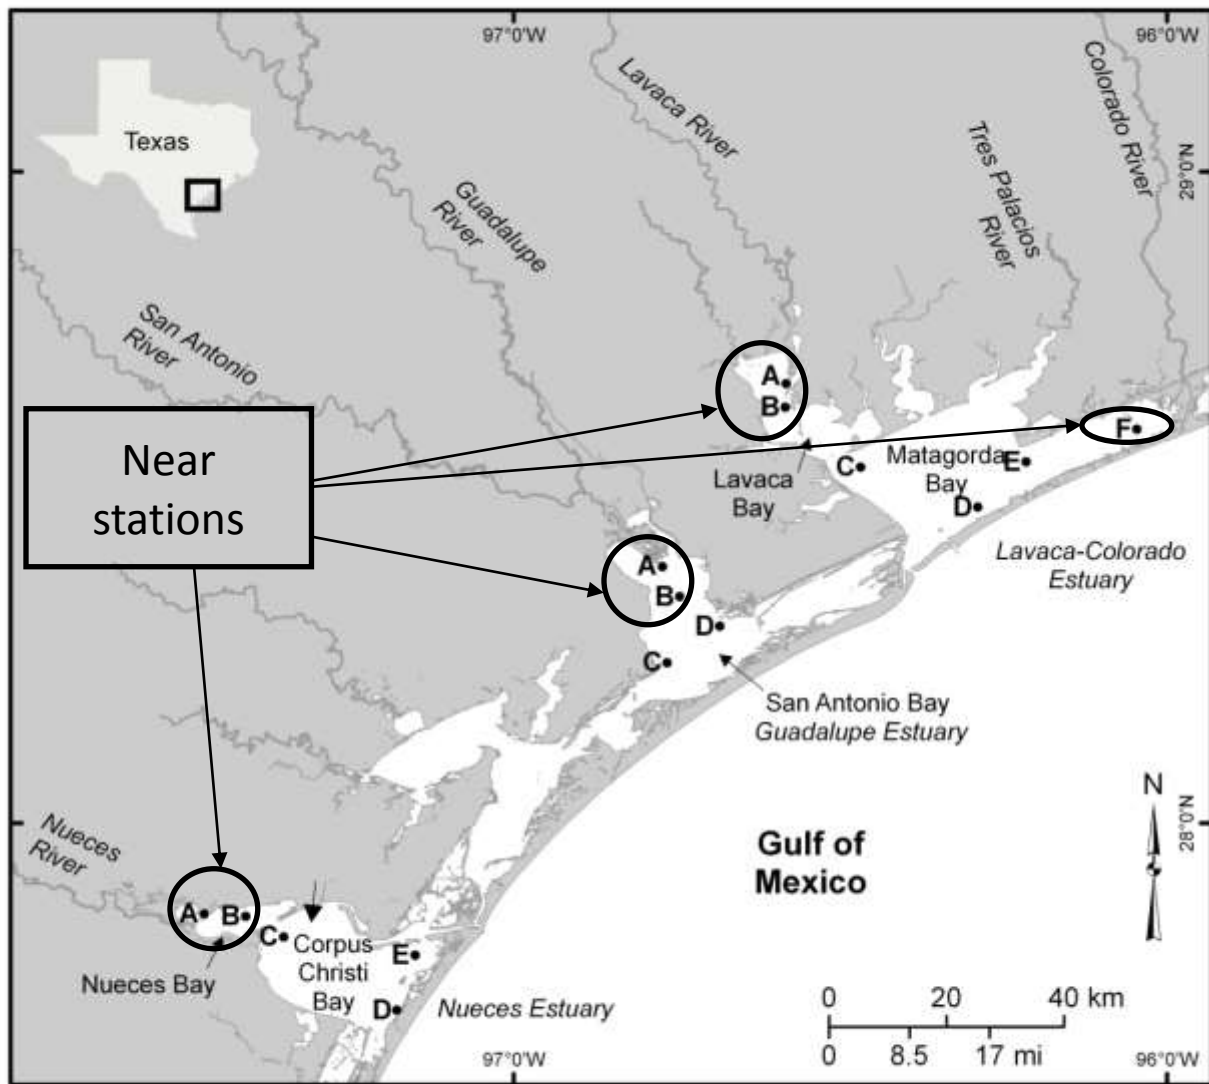 97°0'W
96°0'W
Lavaca River
Colorado River
Texas
Tres Palacios
River
29°0'N
Guadalupe
River
San Antonio
River
A
B
Near
stations
F
Lavaca
Bay
C
Matagorda
Bay
E
D
Lavaca-Colorado
Estuary
A
B
D
C
San Antonio Bay
Guadalupe Estuary
N
28°0'N
Gulf of
Mexico
Nueces
River
A
B
C
Corpus
Christi
Bay
E
D
Nueces Bay
Nueces Estuary
0 20 40 km
0 8.5 17 mi
97°0'W
96°0'W